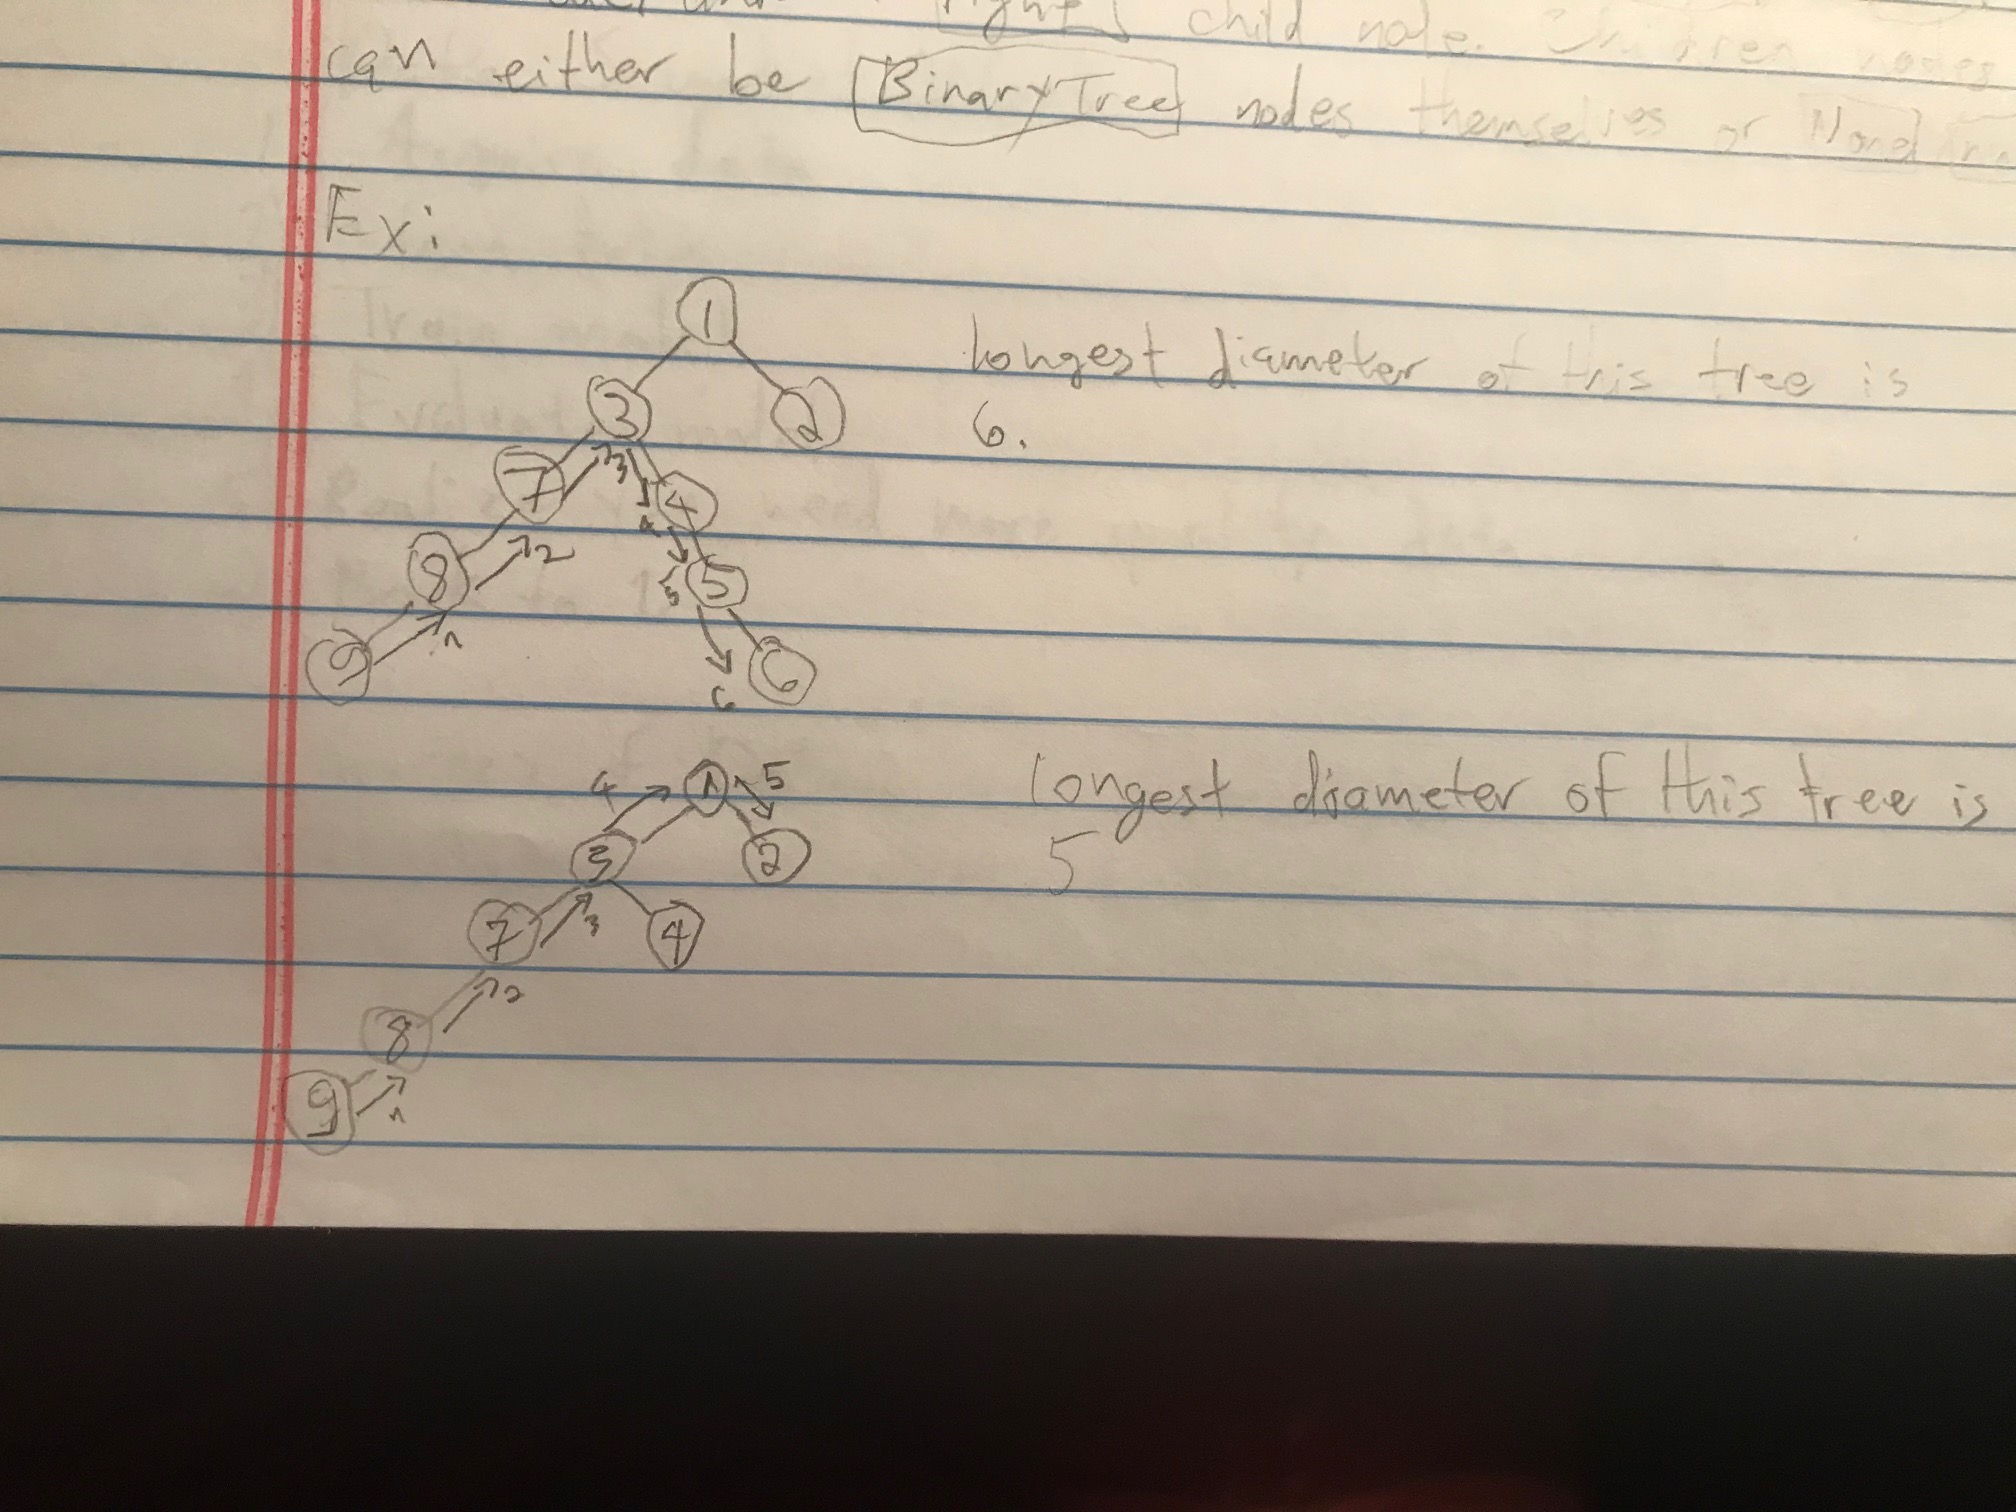 right child node. Children nodes
can either be BinaryTree nodes themselves or None
Ex:
1
longest diameter of this tree is
3 2
6.
7 3 4
4
8 2 5 5
9 1 6
6
4 1 5
longest diameter of this tree is
3 2
5
7 3 4
2
8
9 1